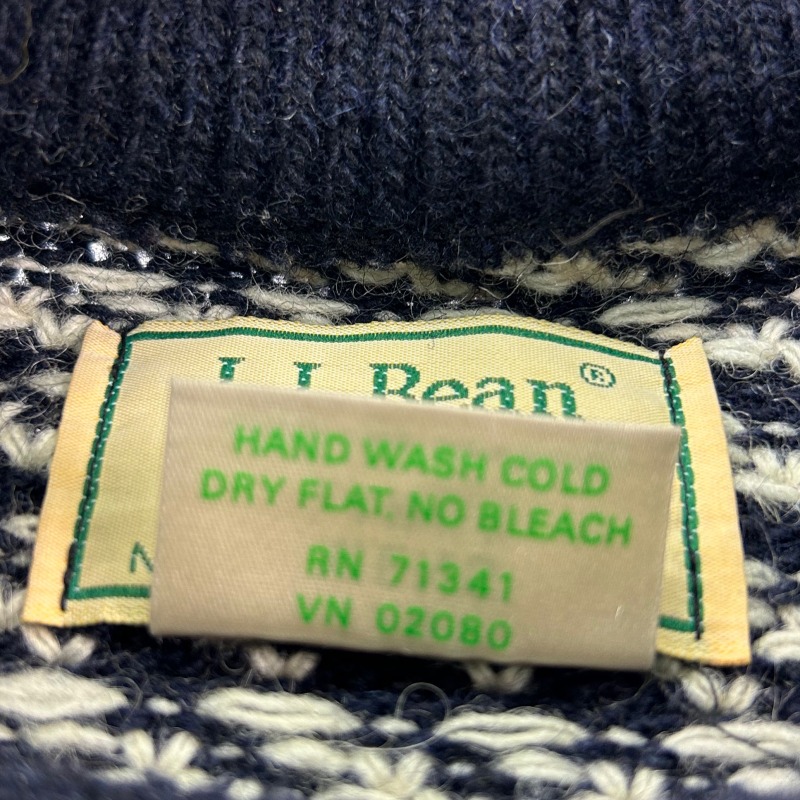 L.L.Bean®
HAND WASH COLD
DRY FLAT. NO BLEACH
RN 71341
VN 02080